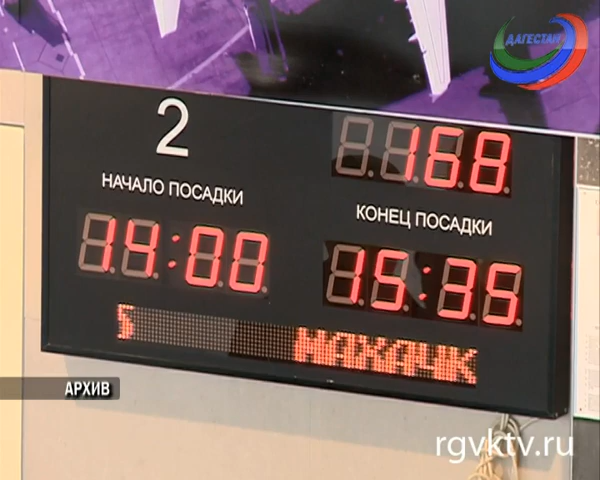 ДАГЕСТАН
2
168
НАЧАЛО ПОСАДКИ
КОНЕЦ ПОСАДКИ
14:00
15:35
МАХАЧК
АРХИВ
rgvktv.ru